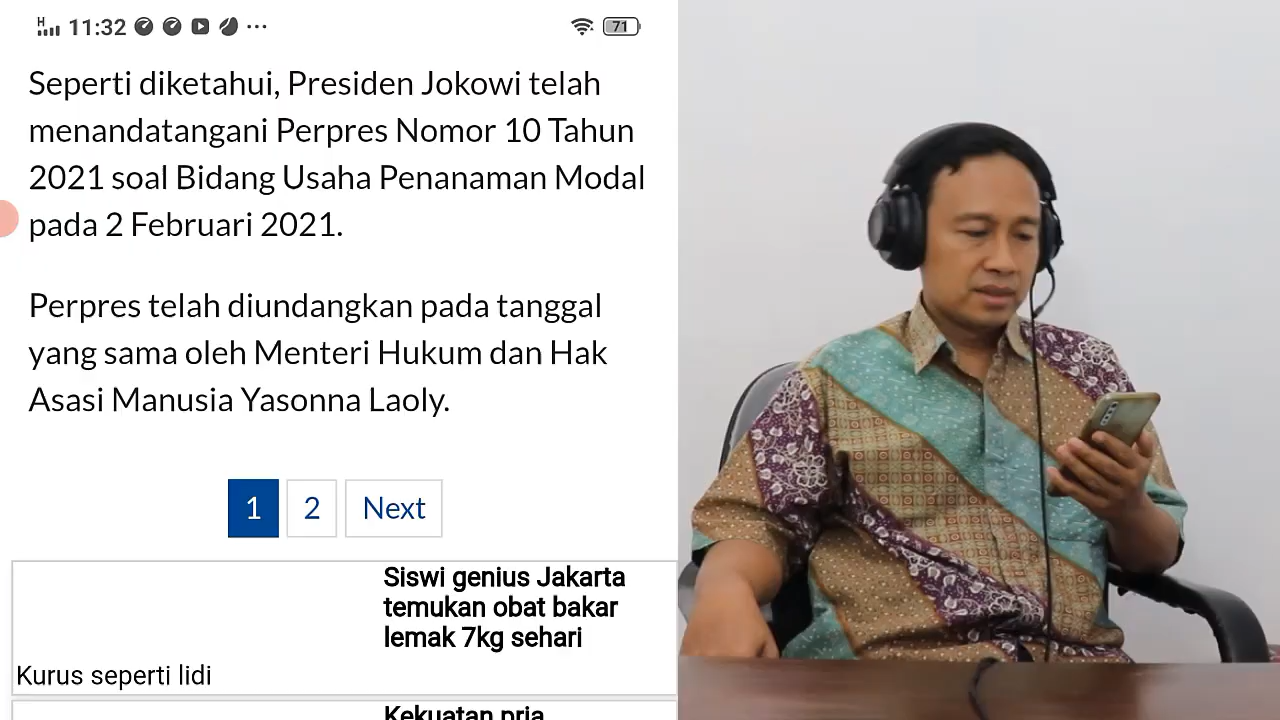 H 11:32 71
Seperti diketahui, Presiden Jokowi telah
menandatangani Perpres Nomor 10 Tahun
2021 soal Bidang Usaha Penanaman Modal
pada 2 Februari 2021.
Perpres telah diundangkan pada tanggal
yang sama oleh Menteri Hukum dan Hak
Asasi Manusia Yasonna Laoly.
1 2 Next
Siswi genius Jakarta
temukan obat bakar
lemak 7kg sehari
Kurus seperti lidi
Kekuatan pria